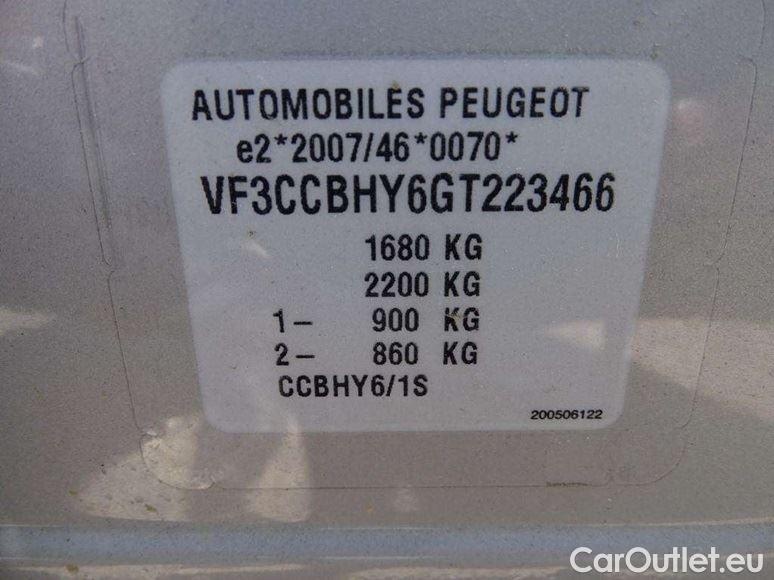 AUTOMOBILES PEUGEOT
e2*2007/46*0070*
VF3CCBHY6GT223466
1680 KG
2200 KG
1- 900 KG
2- 860 KG
CCBHY6/1S
200506122
CarOutlet.eu